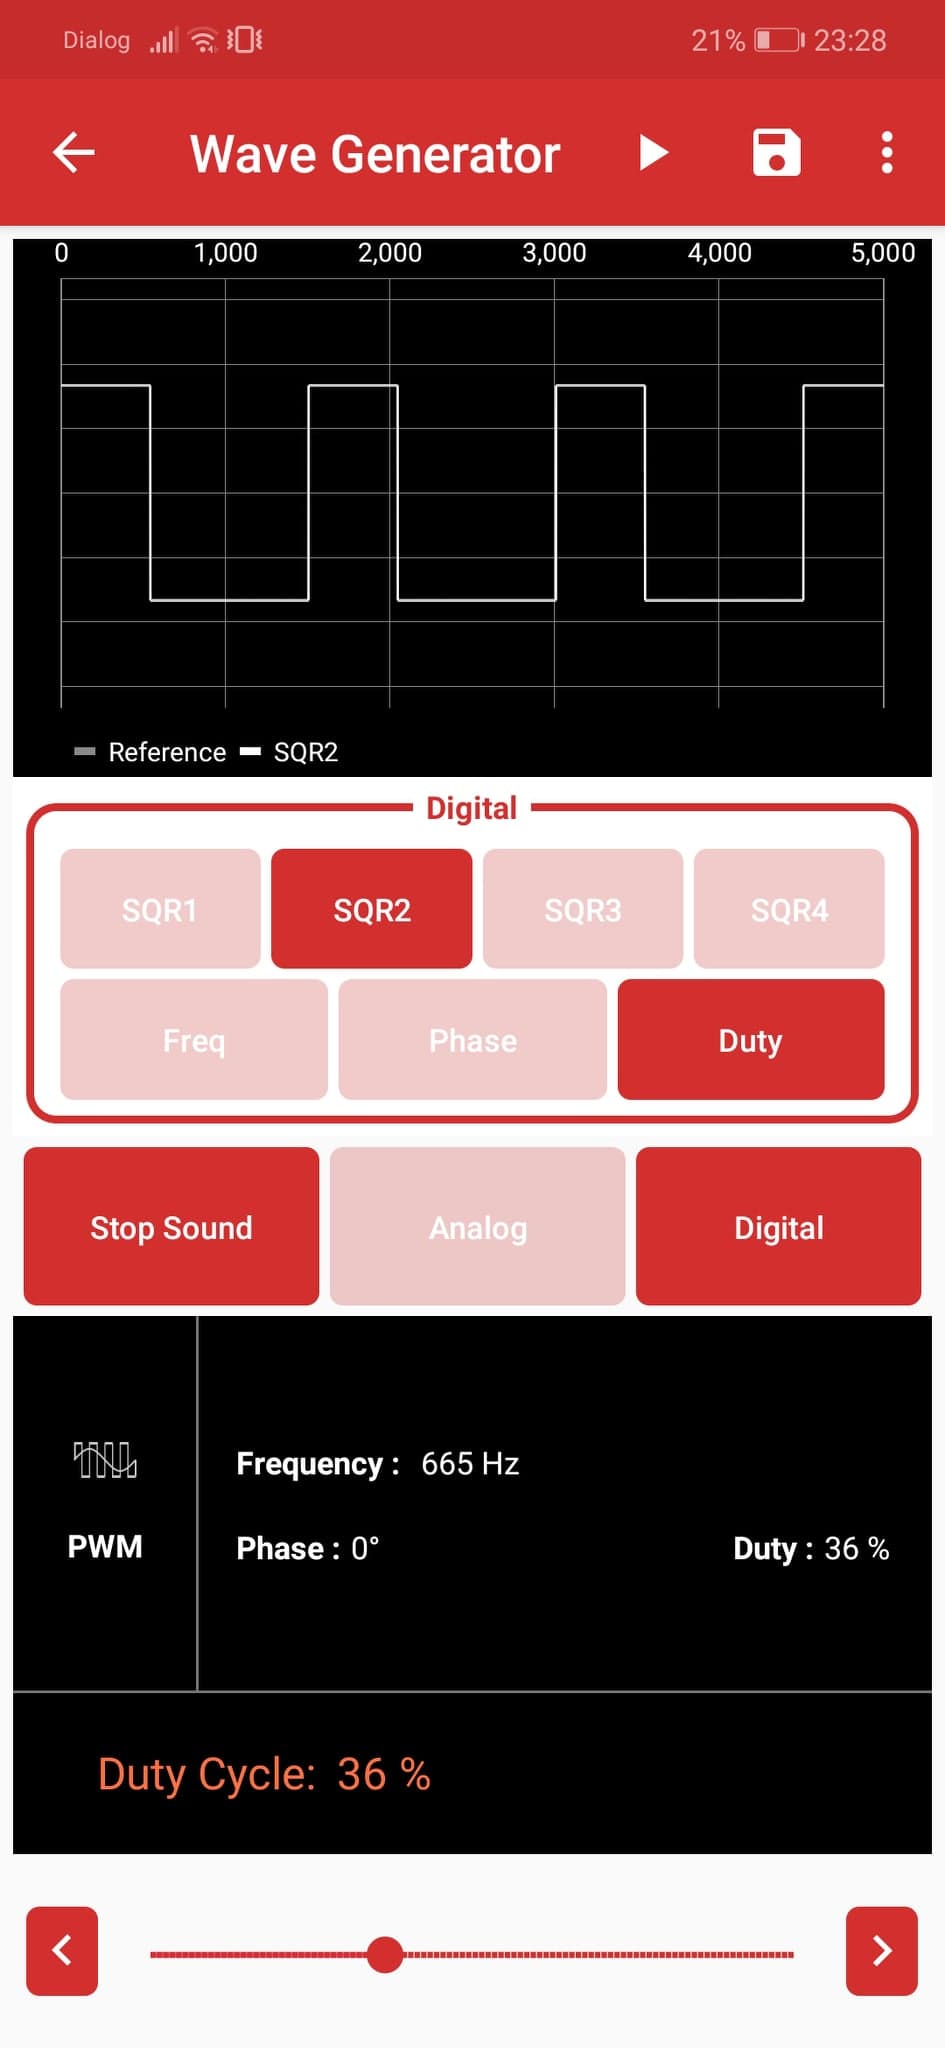 Dialog 21% 23:28
Wave Generator
0 1,000 2,000 3,000 4,000 5,000
Reference SQR2
Digital
SQR1 SQR2 SQR3 SQR4
Freq Phase Duty
Stop Sound Analog Digital
Frequency : 665 Hz
PWM Phase : 0° Duty : 36 %
Duty Cycle: 36 %